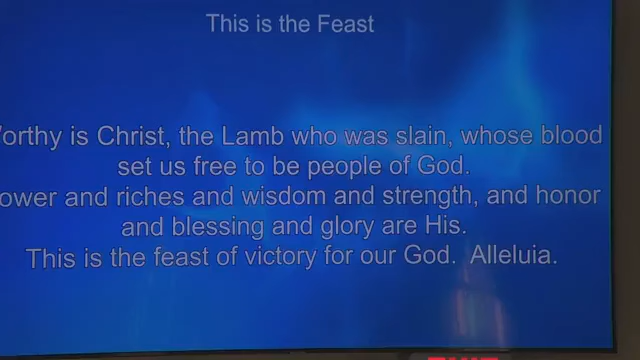 This is the Feast
orthy is Christ, the Lamb who was slain, whose blood
set us free to be people of God.
ower and riches and wisdom and strength, and honor
and blessing and glory are His.
This is the feast of victory for our God. Alleluia.